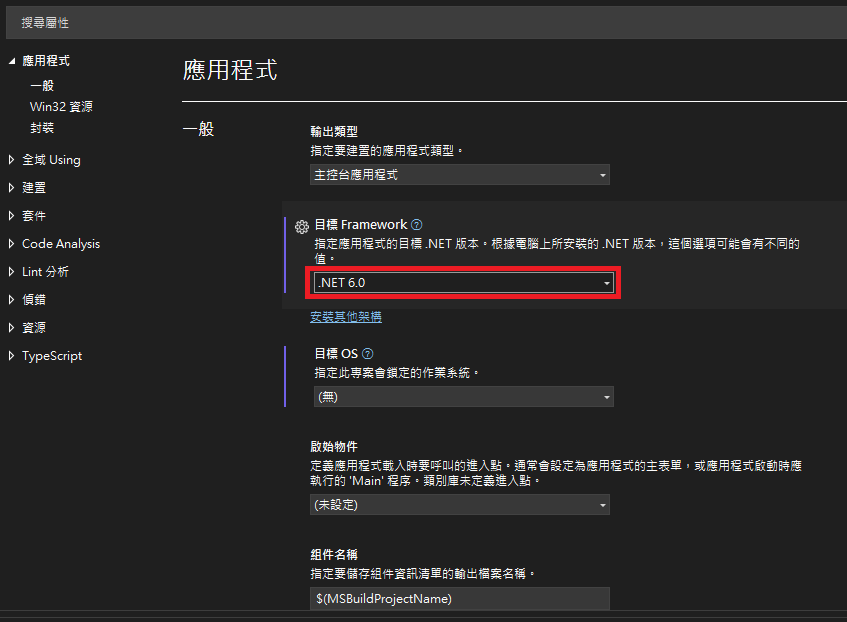 搜尋屬性
應用程式
一般
Win32 資源
封裝
全域 Using
建置
套件
Code Analysis
Lint 分析
偵錯
資源
TypeScript
應用程式
一般
輸出類型
指定要建置的應用程式類型。
主控台應用程式
目標 Framework
指定應用程式的目標 .NET 版本。根據電腦上所安裝的 .NET 版本，這個選項可能會有不同的
值。
.NET 6.0
安裝其他架構
目標 OS
指定此專案會鎖定的作業系統。
(無)
啟始物件
定義應用程式載入時要呼叫的進入點。通常會設定為應用程式的主表單，或應用程式啟動時應
執行的 'Main' 程序。類別庫未定義進入點。
(未設定)
組件名稱
指定要儲存組件資訊清單的輸出檔案名稱。
$(MSBuildProjectName)